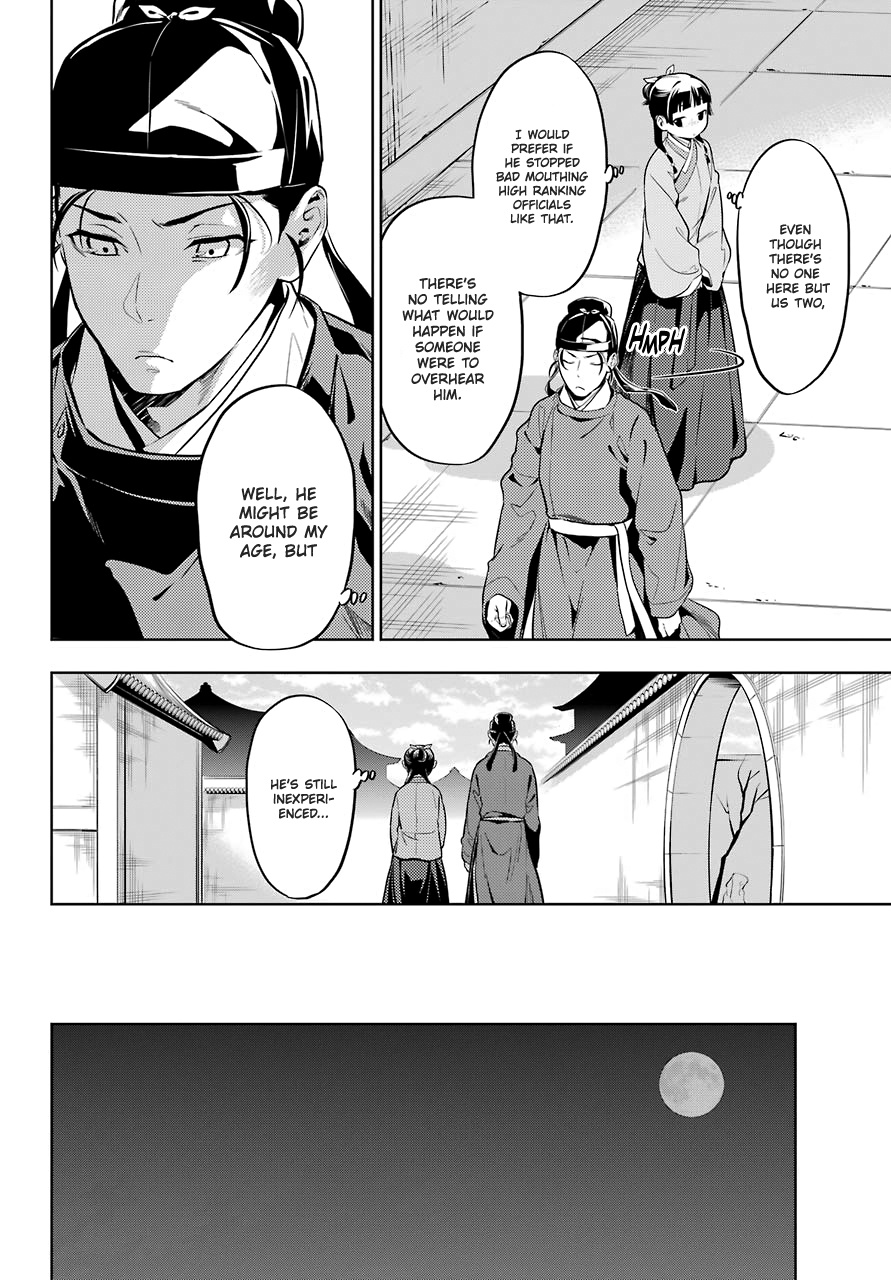 EVEN
THOUGH
THERE'S
NO ONE
HERE BUT
US TWO,
I WOULD
PREFER IF
HE STOPPED
BAD MOUTHING
HIGH RANKING
OFFICIALS
LIKE THAT.
THERE'S
NO TELLING
WHAT WOULD
HAPPEN IF
SOMEONE
WERE TO
OVERHEAR
HIM.
HMPH
WELL, HE
MIGHT BE
AROUND MY
AGE, BUT
HE'S STILL
INEXPERI-
ENCED...